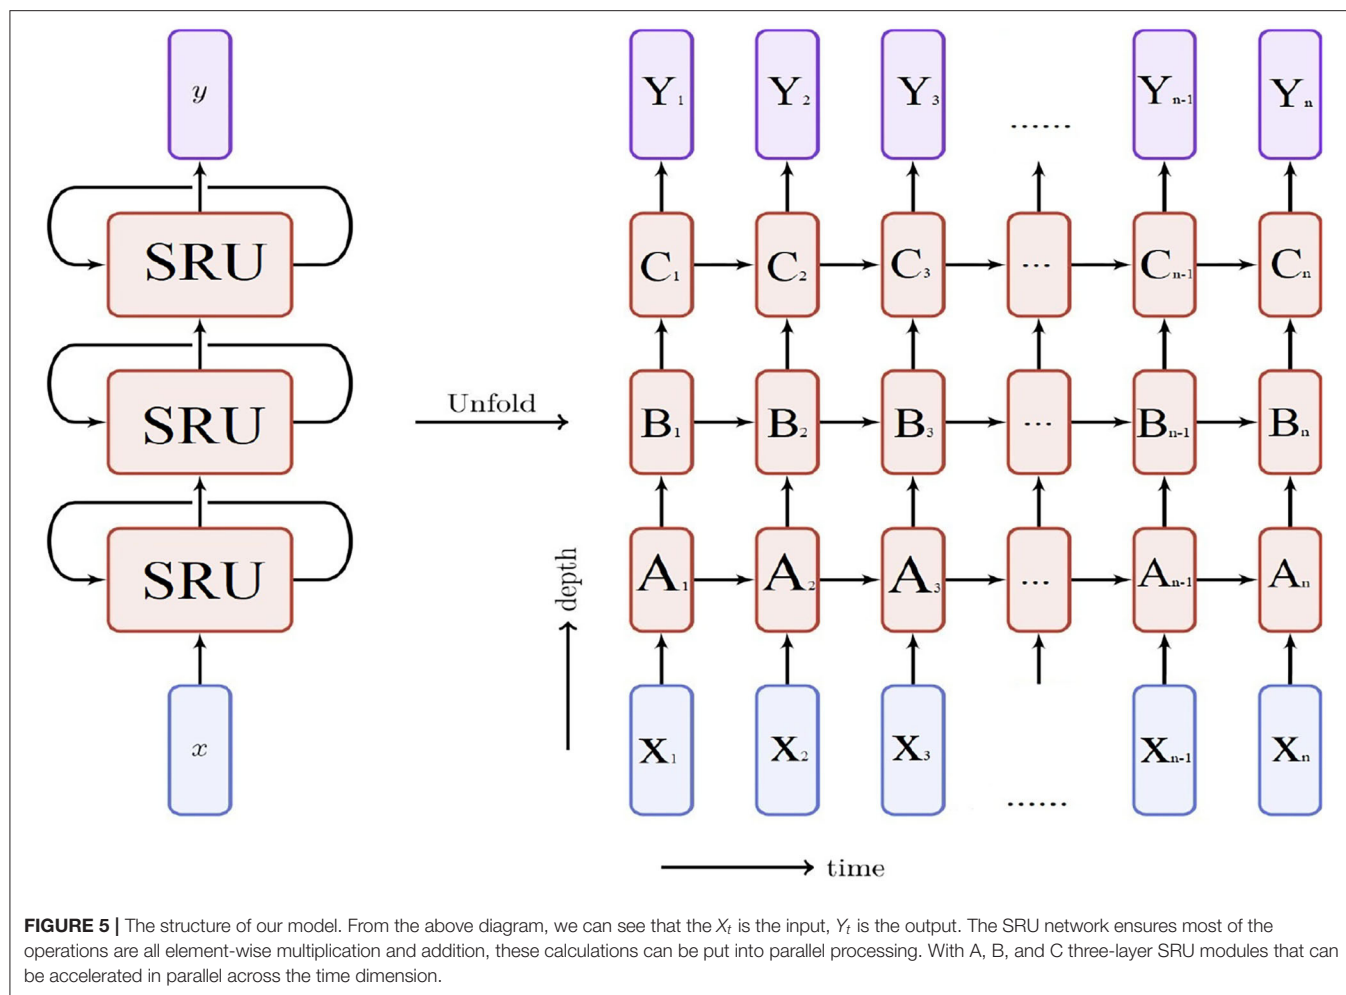 y
SRU
SRU
SRU
x
Unfold
Y1 Y2 Y3 ...... Yn-1 Yn
C1 C2 C3 ... Cn-1 Cn
B1 B2 B3 ... Bn-1 Bn
A1 A2 A3 ... An-1 An
X1 X2 X3 ...... Xn-1 Xn
depth
time
FIGURE 5 | The structure of our model. From the above diagram, we can see that the Xt is the input, Yt is the output. The SRU network ensures most of the
operations are all element-wise multiplication and addition, these calculations can be put into parallel processing. With A, B, and C three-layer SRU modules that can
be accelerated in parallel across the time dimension.